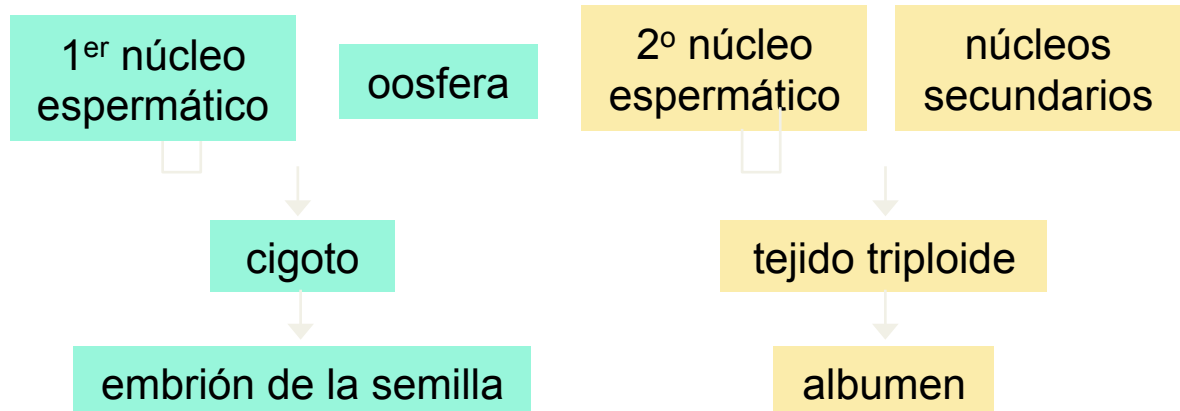 1er núcleo
espermático
oosfera
2º núcleo
espermático
núcleos
secundarios
cigoto
tejido triploide
embrión de la semilla
albumen